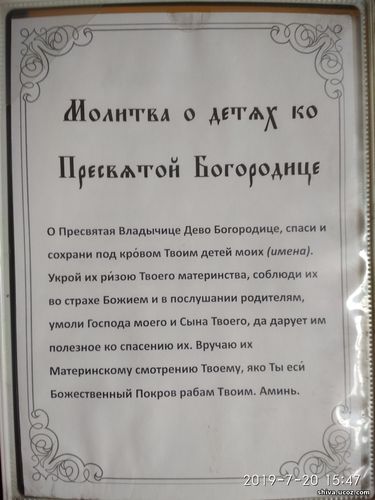 Молитва о детях ко
Пресвятой Богородице
О Пресвятая Владычице Дево Богородице, спаси и
сохрани под кро́вом Твоим детей моих (имена).
Укрой их ри́зою Твоего материнства, соблюди их
во страхе Божием и в послушании родителям,
умоли Господа моего и Сына Твоего, да дарует им
полезное ко спасению их. Вручаю их
Материнскому смотрению Твоему, яко Ты еси́
Божественный Покров рабам Твоим. Аминь.
2019-7-20 15:47
shiva.ucoz.com